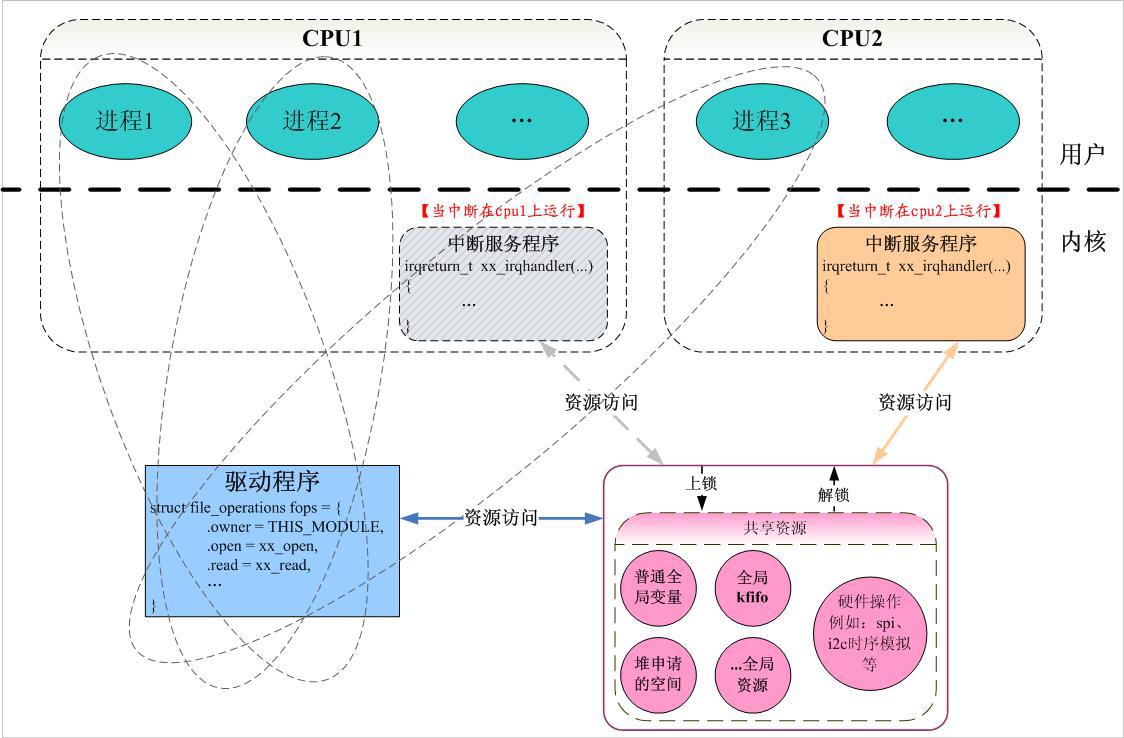 CPU1
CPU2
进程1
进程2
...
进程3
...
用户
【当中断在cpu1上运行】
【当中断在cpu2上运行】
内核
中断服务程序
irqreturn_t xx_irqhandler(...)
{
...
}
中断服务程序
irqreturn_t xx_irqhandler(...)
{
...
}
资源访问
资源访问
驱动程序
struct file_operations fops = {
.owner = THIS_MODULE,
.open = xx_open,
.read = xx_read,
...
}
资源访问
上锁
解锁
共享资源
普通全
局变量
全局
kfifo
硬件操作
例如：spi、
i2c时序模拟
等
堆申请
的空间
...全局
资源